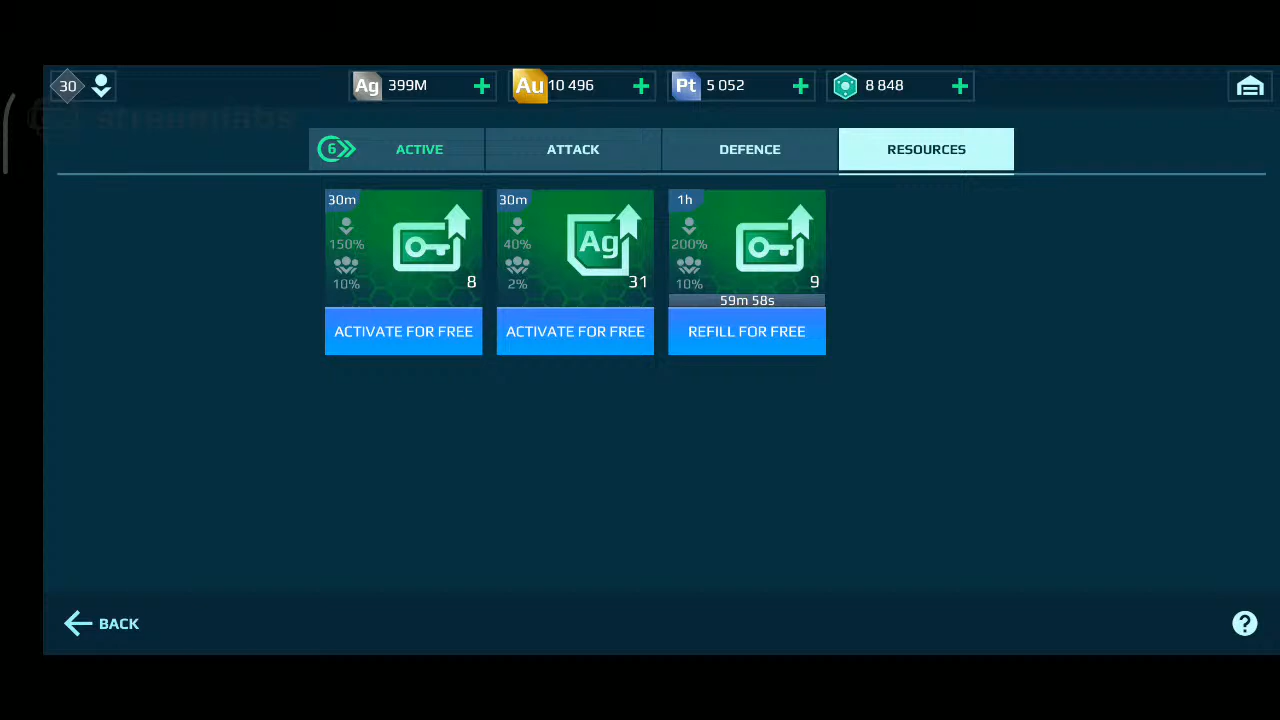 30
Ag 399M
Au 10 496
Pt 5 052
8 848
streamlabs
6 ACTIVE
ATTACK
DEFENCE
RESOURCES
30m
150%
10%
8
ACTIVATE FOR FREE
30m
40%
2%
Ag
31
ACTIVATE FOR FREE
1h
200%
10%
9
59m 58s
REFILL FOR FREE
BACK
?